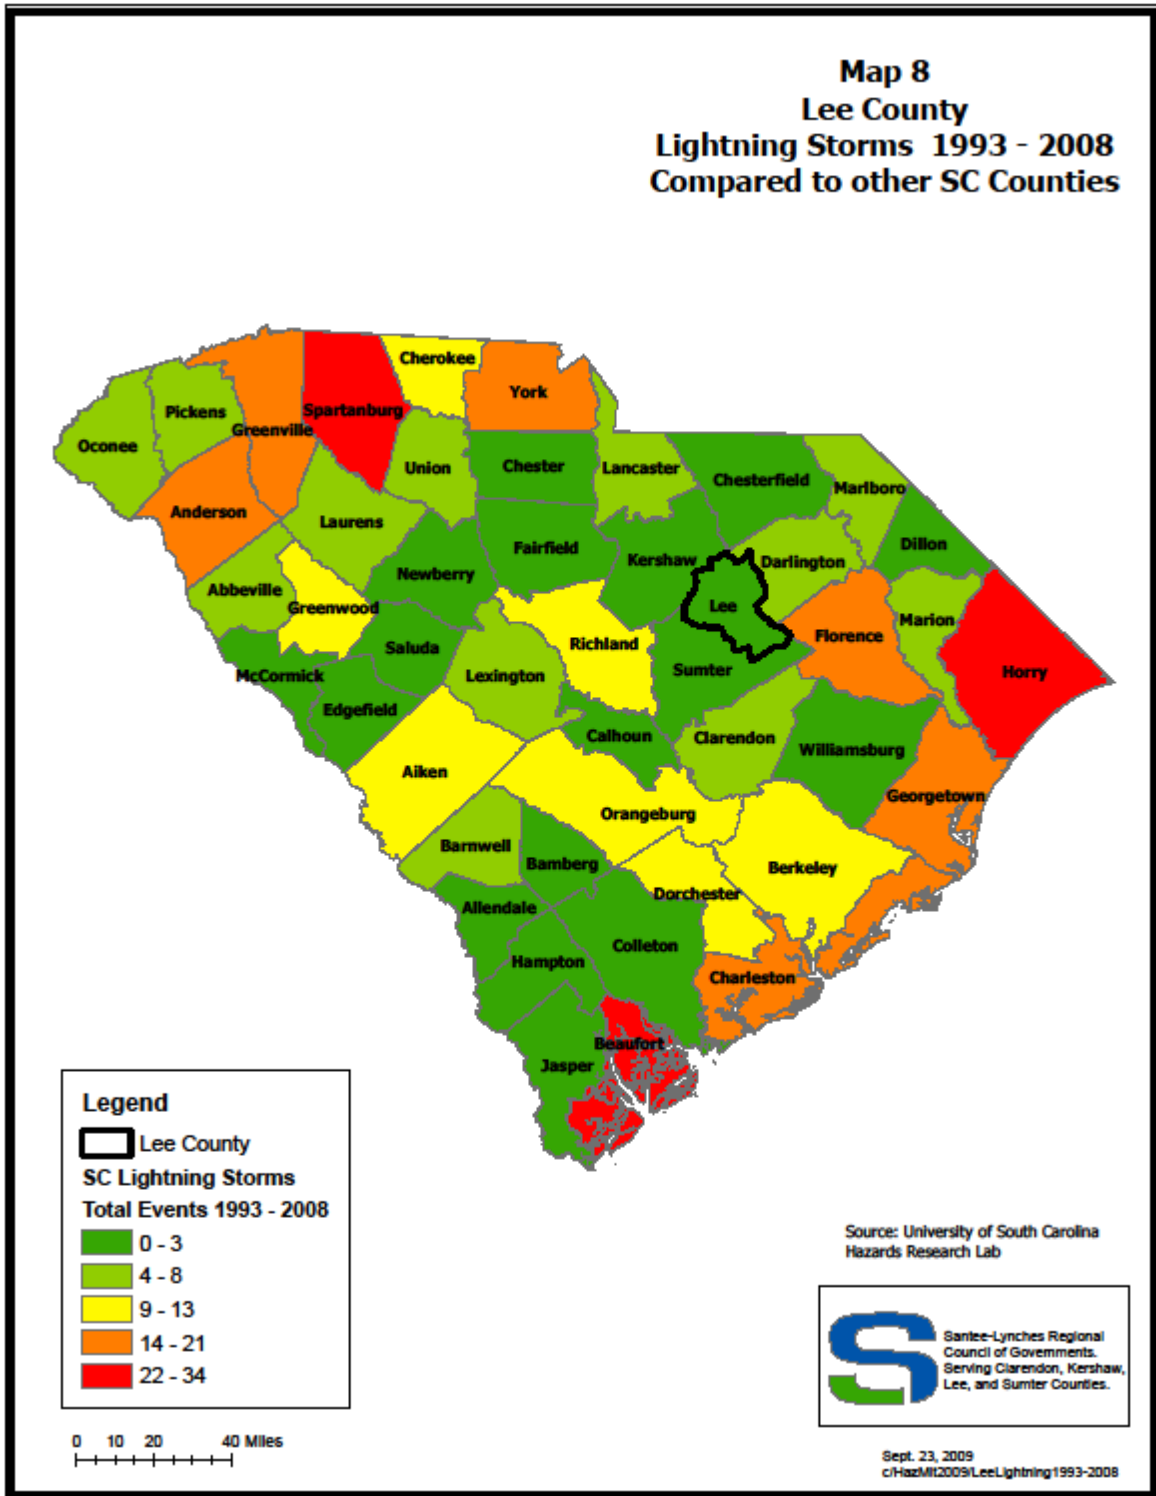 Map 8
Lee County
Lightning Storms 1993 - 2008
Compared to other SC Counties
Cherokee
York
Spartanburg
Pickens
Greenville
Oconee
Union
Chester
Lancaster
Chesterfield
Marlboro
Anderson
Laurens
Fairfield
Kershaw
Darlington
Dillon
Newberry
Abbeville
Greenwood
Lee
Marion
Florence
Richland
Saluda
Sumter
Horry
McCormick
Lexington
Edgefield
Calhoun
Clarendon
Williamsburg
Aiken
Georgetown
Orangeburg
Barnwell
Bamberg
Berkeley
Dorchester
Allendale
Colleton
Hampton
Charleston
Beaufort
Jasper
Legend
Lee County
SC Lightning Storms
Total Events 1993 - 2008
0 - 3
4 - 8
9 - 13
14 - 21
22 - 34
0 10 20 40 Miles
Source: University of South Carolina
Hazards Research Lab
Santee-Lynches Regional
Council of Governments.
Serving Clarendon, Kershaw,
Lee, and Sumter Counties.
Sept. 23, 2009
c/HazMit2009/LeeLightning1993-2008